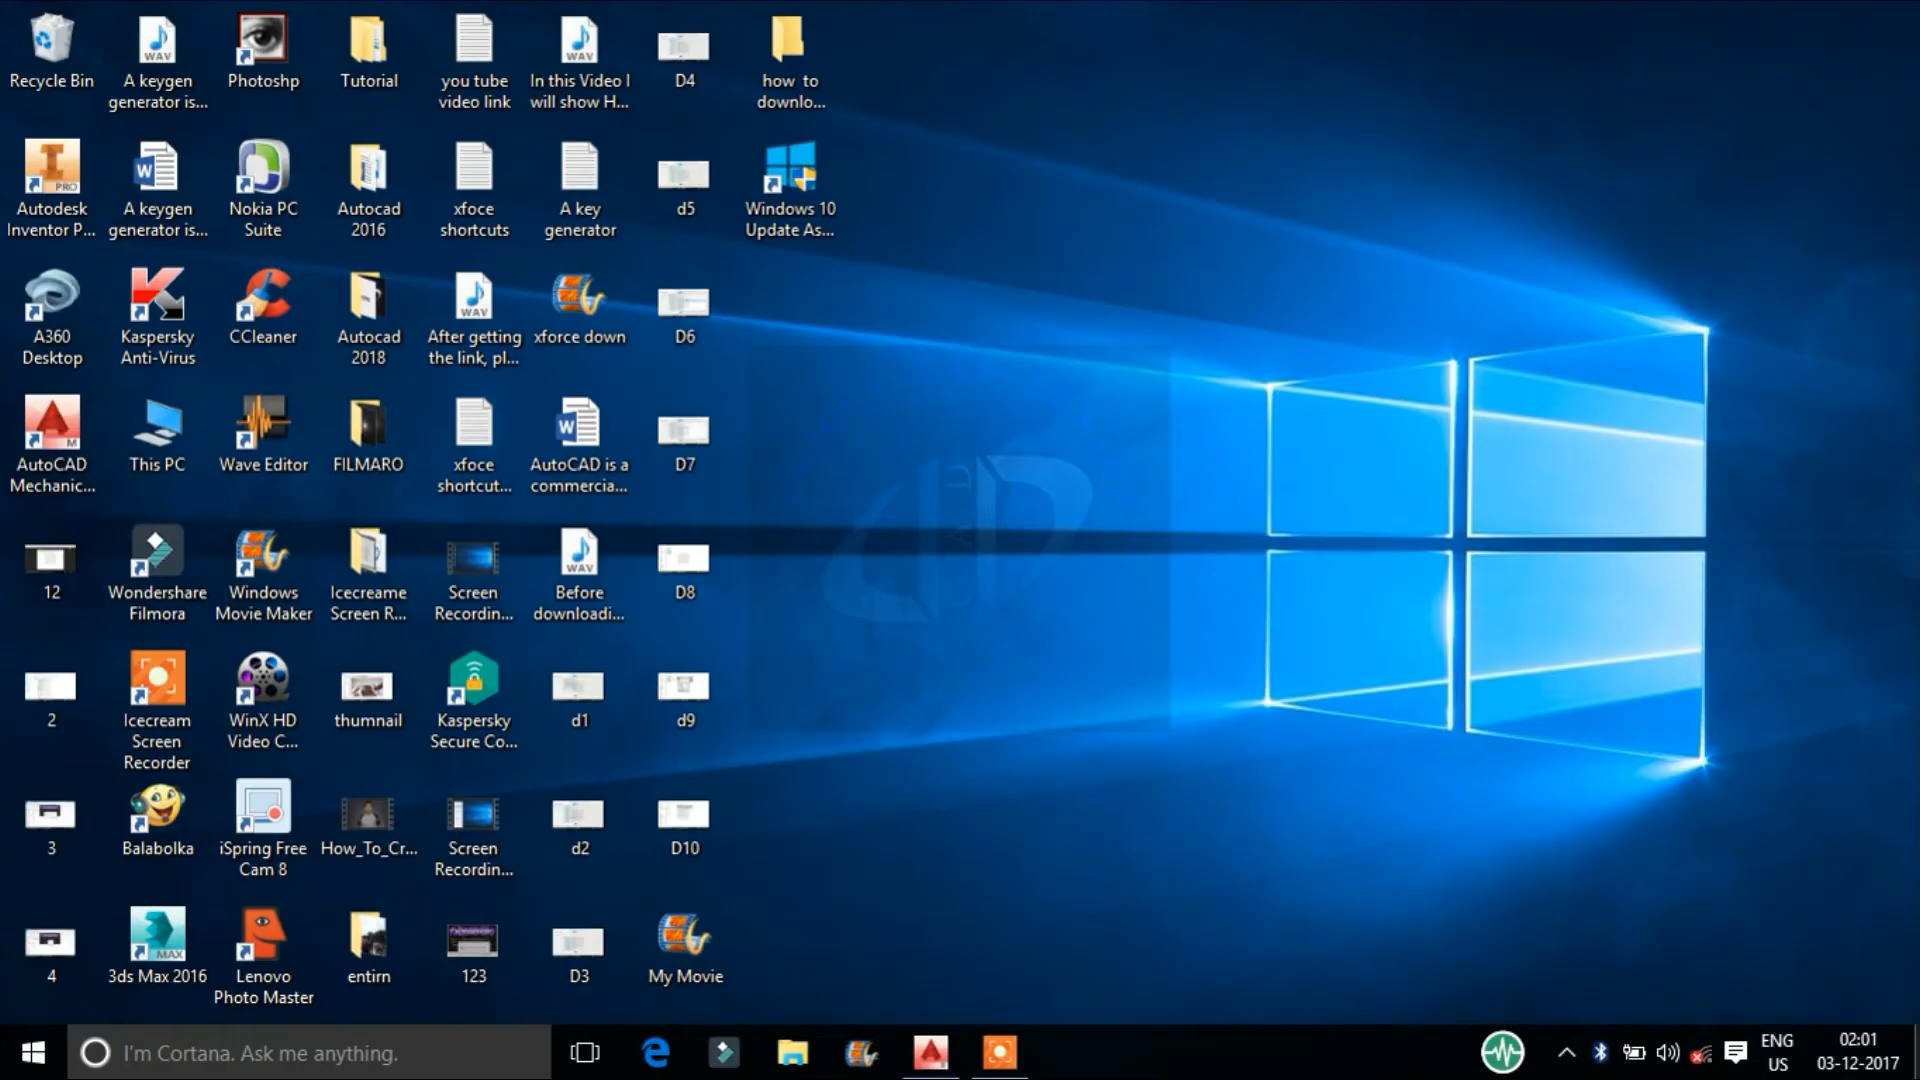 Recycle Bin
A keygen
generator is...
Photoshp
Tutorial
you tube
video link
In this Video I
will show H...
D4
how to
downlo...
WAV
WAV
Autodesk
Inventor P...
A keygen
generator is...
Nokia PC
Suite
Autocad
2016
xfoce
shortcuts
A key
generator
d5
Windows 10
Update As...
PRO
A360
Desktop
Kaspersky
Anti-Virus
CCleaner
Autocad
2018
After getting
the link, pl...
xforce down
D6
WAV
AutoCAD
Mechanic...
This PC
Wave Editor
FILMARO
xfoce
shortcut...
AutoCAD is a
commercia...
D7
12
Wondershare
Filmora
Windows
Movie Maker
Icecreame
Screen R...
Screen
Recordin...
Before
downloadi...
D8
WAV
2
Icecream
Screen
Recorder
WinX HD
Video C...
thumnail
Kaspersky
Secure Co...
d1
d9
3
Balabolka
iSpring Free
Cam 8
How_To_Cr...
Screen
Recordin...
d2
D10
4
3ds Max 2016
Lenovo
Photo Master
entirn
123
D3
My Movie
MAX
I'm Cortana. Ask me anything.
ENG
US
02:01
03-12-2017